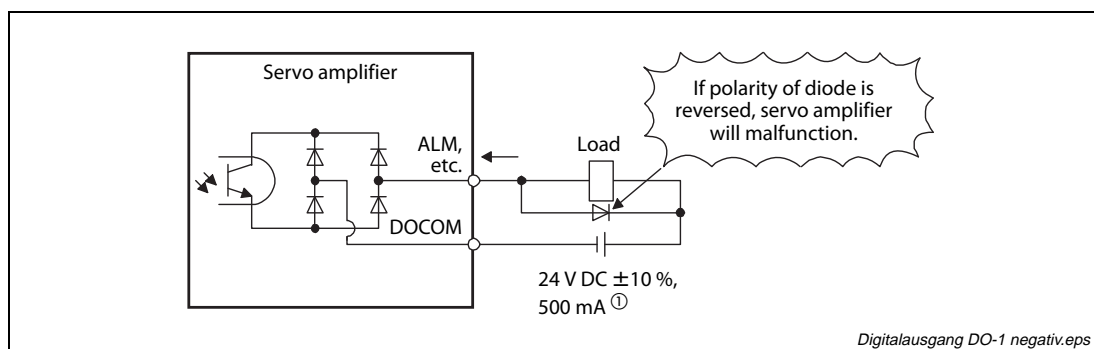 Servo amplifier
If polarity of diode is
reversed, servo amplifier
will malfunction.
ALM,
etc.
Load
DOCOM
24 V DC ±10 %,
500 mA ①
Digitalausgang DO-1 negativ.eps